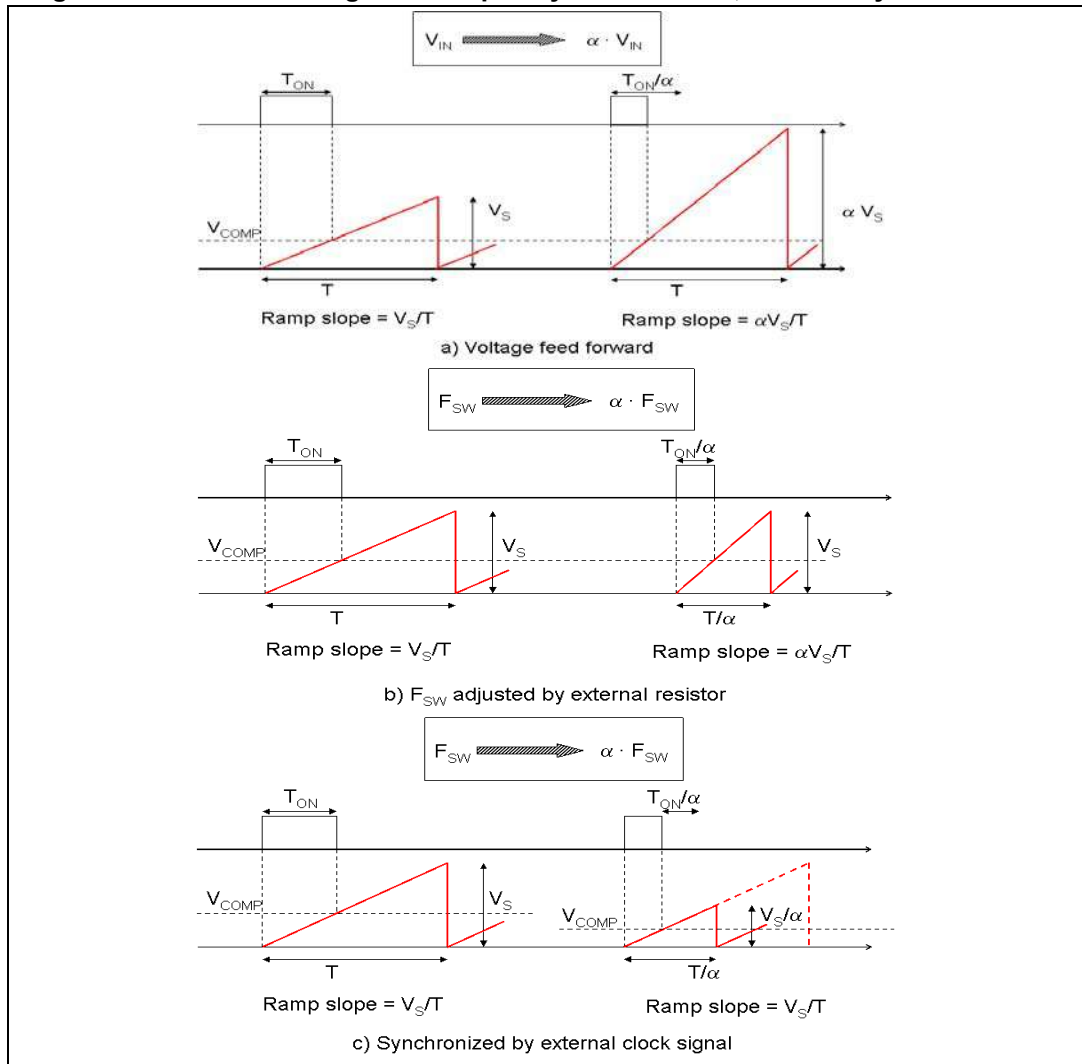 V_IN α · V_IN
T_ON T_ON/α
V_COMP V_S α V_S
T T
Ramp slope = V_S/T Ramp slope = αV_S/T
a) Voltage feed forward
F_SW α · F_SW
T_ON T_ON/α
V_COMP V_S V_S
T T/α
Ramp slope = V_S/T Ramp slope = αV_S/T
b) F_SW adjusted by external resistor
F_SW α · F_SW
T_ON T_ON/α
V_COMP V_S V_COMP V_S/α
T T/α
Ramp slope = V_S/T Ramp slope = V_S/T
c) Synchronized by external clock signal